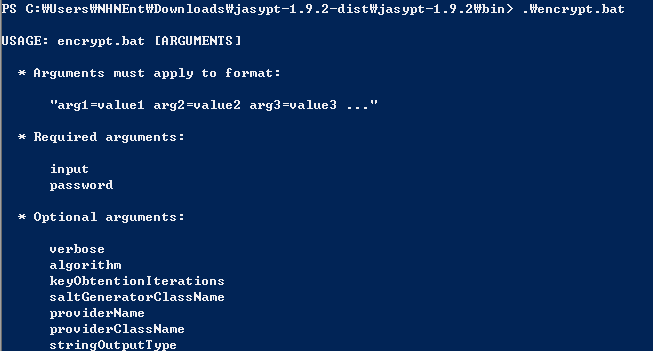 PS C:₩Users₩NHNEnt₩Downloads₩jasypt-1.9.2-dist₩jasypt-1.9.2₩bin> .₩encrypt.bat
USAGE: encrypt.bat [ARGUMENTS]
* Arguments must apply to format:
"arg1=value1 arg2=value2 arg3=value3 ..."
* Required arguments:
input
password
* Optional arguments:
verbose
algorithm
keyObtentionIterations
saltGeneratorClassName
providerName
providerClassName
stringOutputType